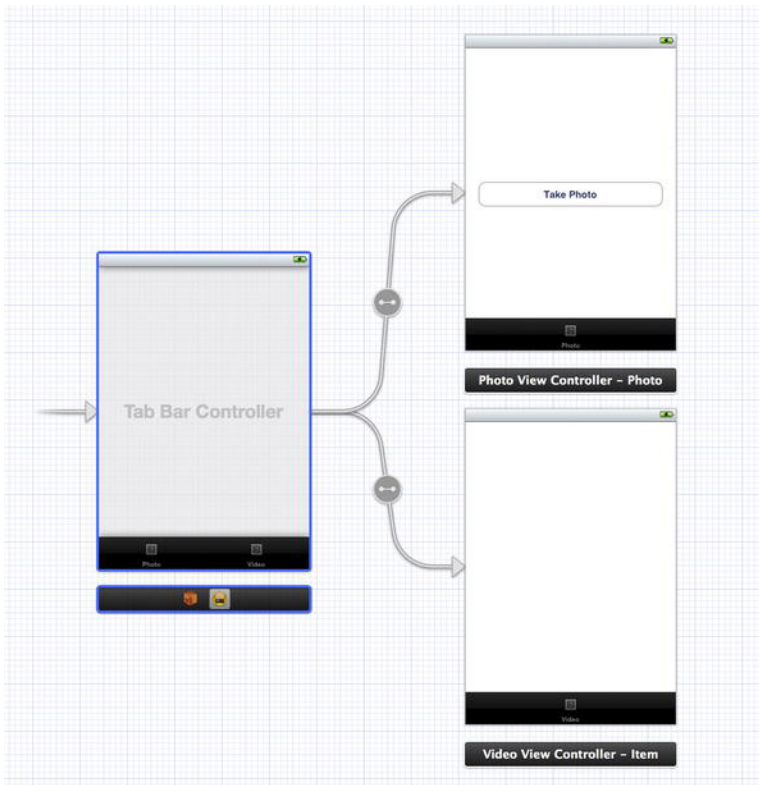 Take Photo
Photo
Photo View Controller – Photo
Tab Bar Controller
Photo Video
Video
Video View Controller – Item